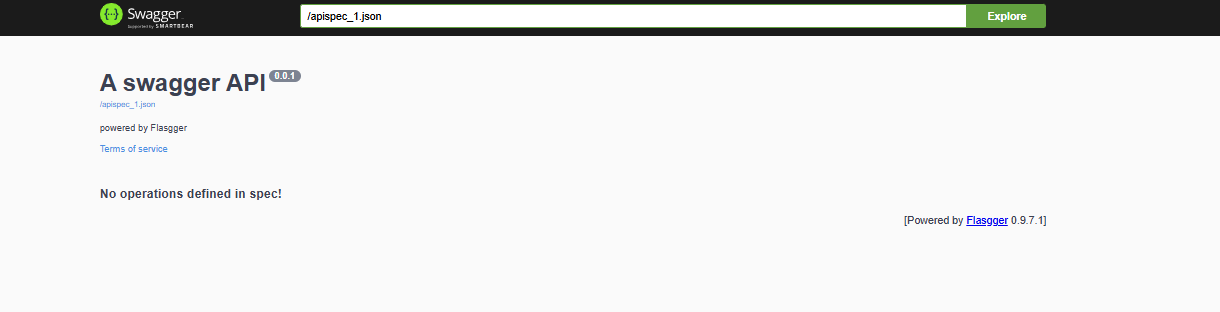 {···} Swagger
Supported by SMARTBEAR
/apispec_1.json
Explore
A swagger API 0.0.1
/apispec_1.json
powered by Flasgger
Terms of service
No operations defined in spec!
[Powered by Flasgger 0.9.7.1]